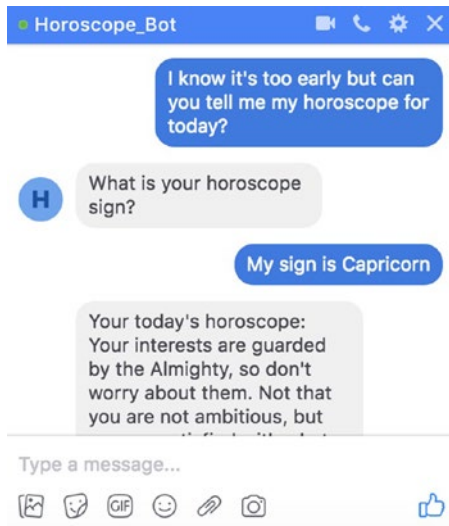 Horoscope_Bot
I know it's too early but can
you tell me my horoscope for
today?
H
What is your horoscope
sign?
My sign is Capricorn
Your today's horoscope:
Your interests are guarded
by the Almighty, so don't
worry about them. Not that
you are not ambitious, but
Type a message...
GIF